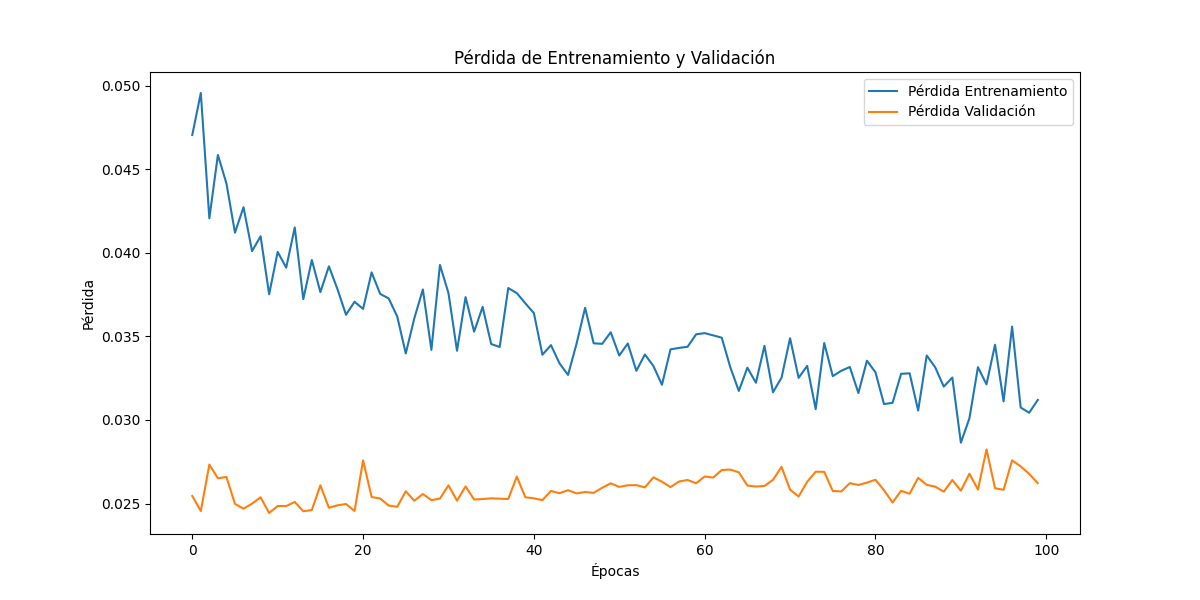 Pérdida de Entrenamiento y Validación
Pérdida Entrenamiento
Pérdida Validación
0.050
0.045
0.040
0.035
0.030
0.025
Pérdida
0 20 40 60 80 100
Épocas